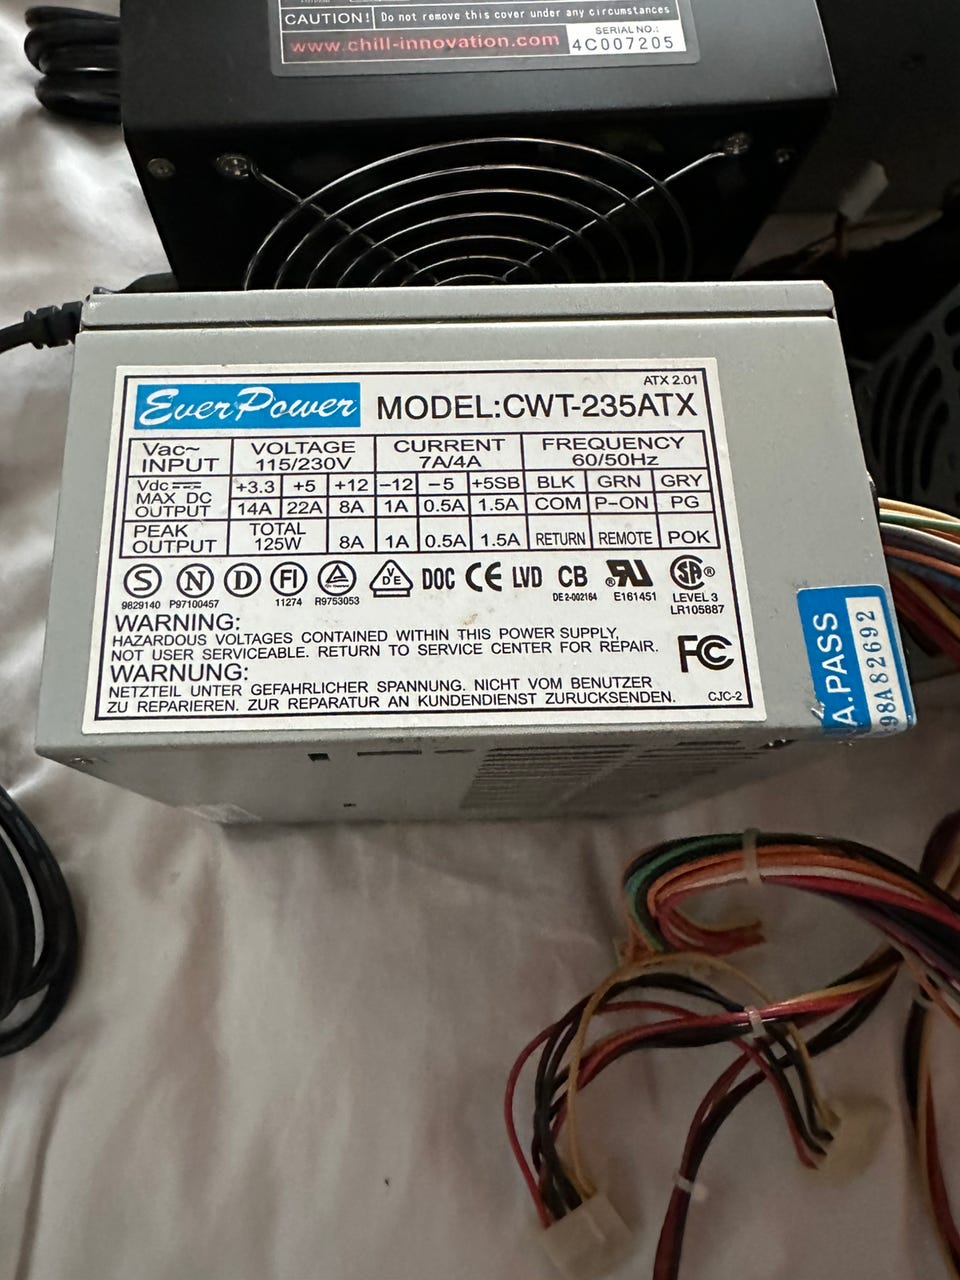 CAUTION! Do not remove this cover under any circumstances
www.chill-innovation.com
SERIAL NO.:
4C007205
ATX 2.01
EverPower MODEL:CWT-235ATX
Vac~ INPUT VOLTAGE 115/230V CURRENT 7A/4A FREQUENCY 60/50Hz
Vdc +3.3 +5 +12 −12 −5 +5SB BLK GRN GRY
MAX DC OUTPUT 14A 22A 8A 1A 0.5A 1.5A COM P-ON PG
PEAK OUTPUT TOTAL 125W 8A 1A 0.5A 1.5A RETURN REMOTE POK
S N D FI DE DOC CE LVD CB RU SP®
9829140 P97100457 11274 R9753053 DE 2-002164 E161451 LEVEL 3
LR105887
WARNING:
HAZARDOUS VOLTAGES CONTAINED WITHIN THIS POWER SUPPLY,
NOT USER SERVICEABLE. RETURN TO SERVICE CENTER FOR REPAIR.
FC
WARNUNG:
NETZTEIL UNTER GEFAHRLICHER SPANNUNG. NICHT VOM BENUTZER
ZU REPARIEREN. ZUR REPARATUR AN KUNDENDIENST ZURUCKSENDEN.
CJC-2
A.PASS
98A82692